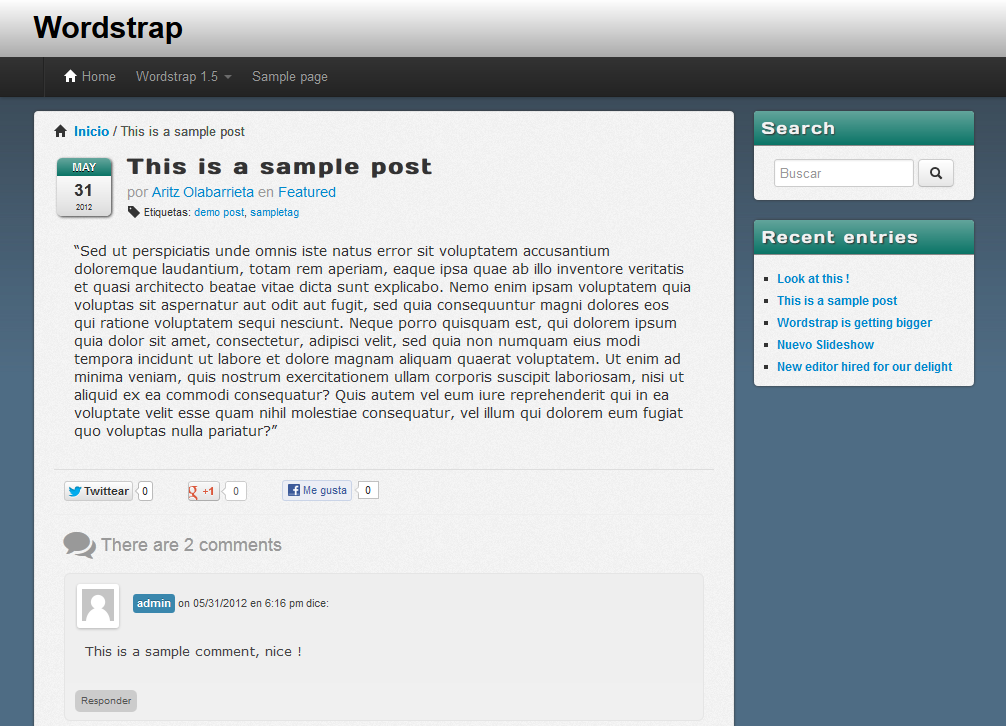 Wordstrap
Home Wordstrap 1.5 Sample page
Inicio / This is a sample post
MAY
31
2012
This is a sample post
por Aritz Olabarrieta en Featured
Etiquetas: demo post, sampletag
“Sed ut perspiciatis unde omnis iste natus error sit voluptatem accusantium
doloremque laudantium, totam rem aperiam, eaque ipsa quae ab illo inventore veritatis
et quasi architecto beatae vitae dicta sunt explicabo. Nemo enim ipsam voluptatem quia
voluptas sit aspernatur aut odit aut fugit, sed quia consequuntur magni dolores eos
qui ratione voluptatem sequi nesciunt. Neque porro quisquam est, qui dolorem ipsum
quia dolor sit amet, consectetur, adipisci velit, sed quia non numquam eius modi
tempora incidunt ut labore et dolore magnam aliquam quaerat voluptatem. Ut enim ad
minima veniam, quis nostrum exercitationem ullam corporis suscipit laboriosam, nisi ut
aliquid ex ea commodi consequatur? Quis autem vel eum iure reprehenderit qui in ea
voluptate velit esse quam nihil molestiae consequatur, vel illum qui dolorem eum fugiat
quo voluptas nulla pariatur?”
Twittear 0 g +1 0 f Me gusta 0
There are 2 comments
admin on 05/31/2012 en 6:16 pm dice:
This is a sample comment, nice !
Responder
Search
Buscar
Recent entries
Look at this !
This is a sample post
Wordstrap is getting bigger
Nuevo Slideshow
New editor hired for our delight